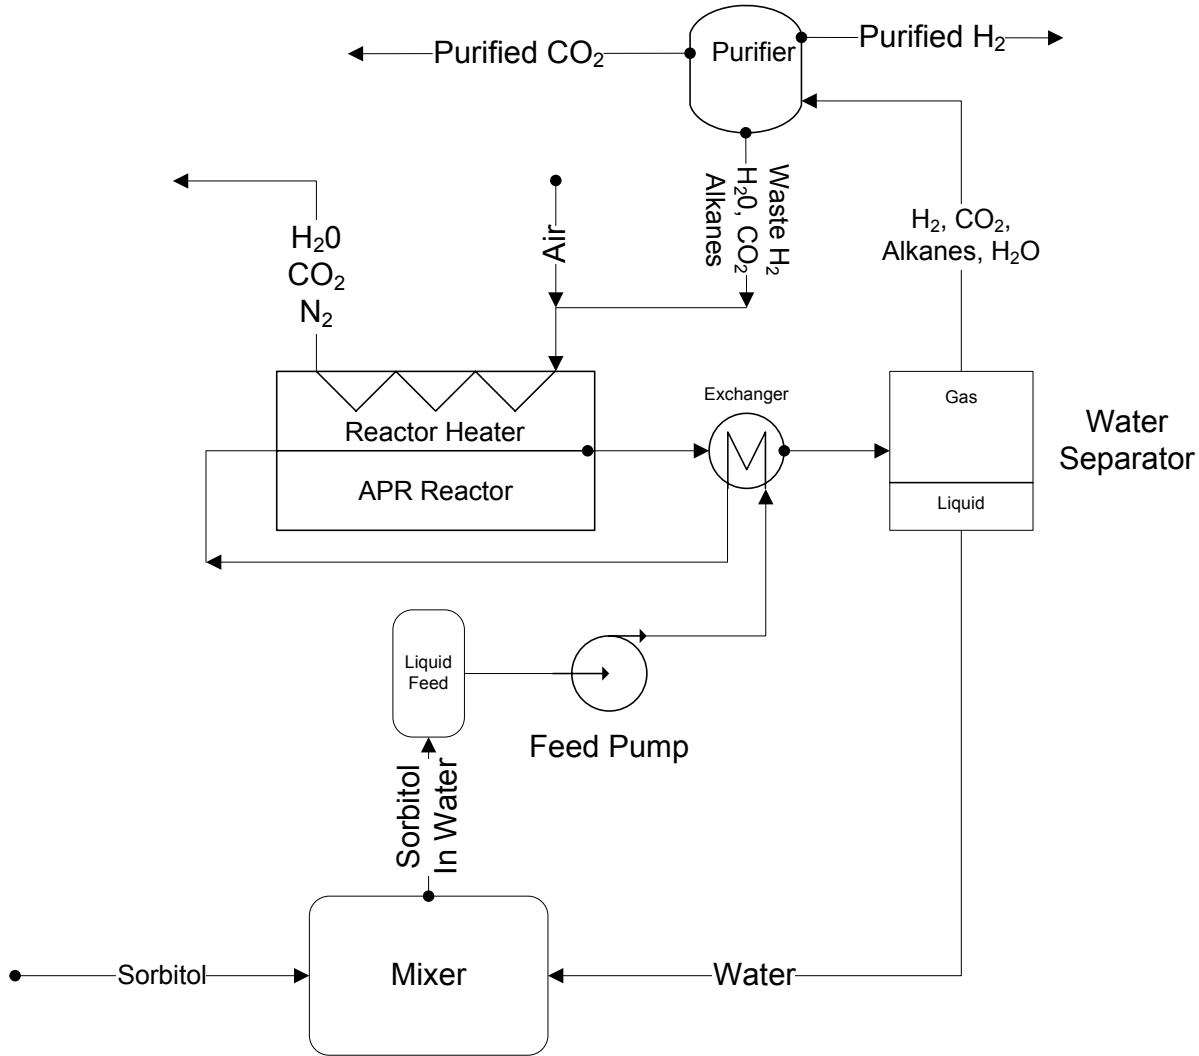 Purified CO₂
Purifier
Purified H₂
Waste H₂
H₂0, CO₂
Alkanes
Air
H₂0
CO₂
N₂
H₂, CO₂,
Alkanes, H₂O
Exchanger
Gas
Water
Separator
Reactor Heater
APR Reactor
Liquid
Liquid
Feed
Feed Pump
Sorbitol
In Water
Sorbitol
Mixer
Water